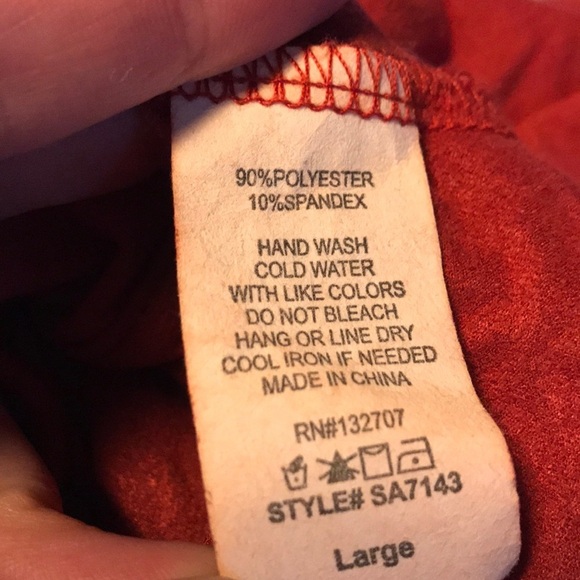 90%POLYESTER
10%SPANDEX
HAND WASH
COLD WATER
WITH LIKE COLORS
DO NOT BLEACH
HANG OR LINE DRY
COOL IRON IF NEEDED
MADE IN CHINA
RN#132707
STYLE# SA7143
Large